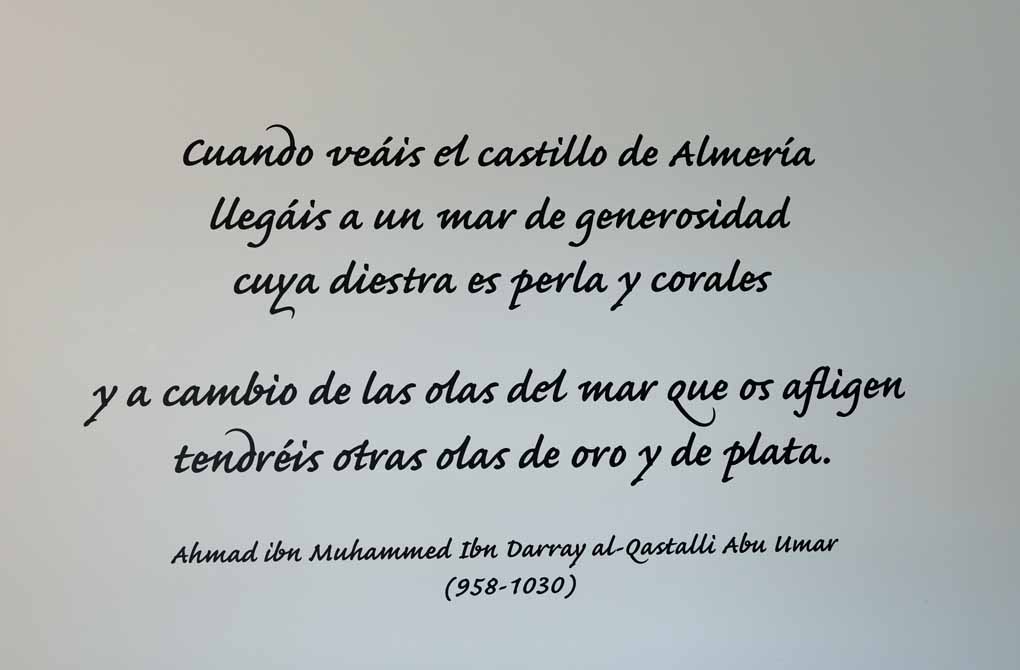 Cuando veáis el castillo de Almería
llegáis a un mar de generosidad
cuya diestra es perla y corales
y a cambio de las olas del mar que os afligen
tendréis otras olas de oro y de plata.
Ahmad ibn Muhammed Ibn Darray al-Qastalli Abu Umar
(958-1030)